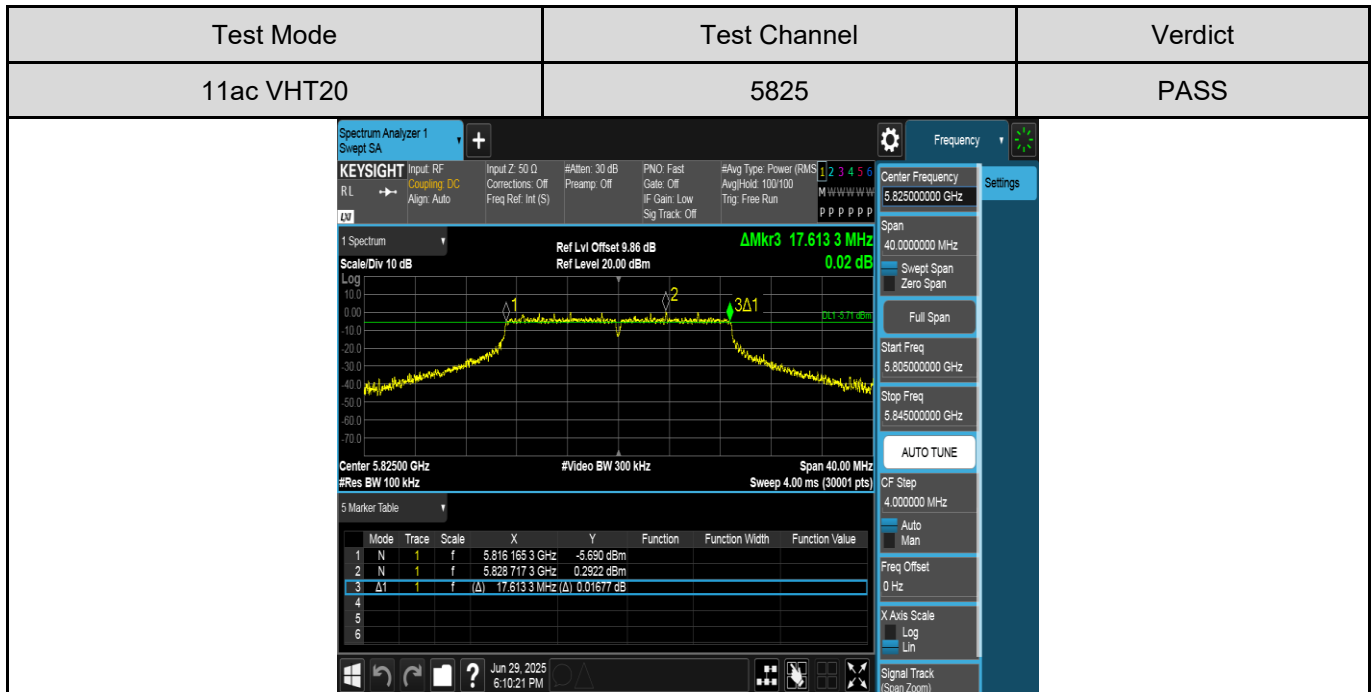 Test Mode Test Channel Verdict
11ac VHT20 5825 PASS
Spectrum Analyzer 1
Swept SA
+
Frequency
KEYSIGHT Input: RF Input Z: 50 Ω #Atten: 30 dB PNO: Fast #Avg Type: Power (RMS 1 2 3 4 5 6
RL Coupling: DC Corrections: Off Preamp: Off Gate: Off Avg|Hold: 100/100 M W W W W W
Align: Auto Freq Ref: Int (S) IF Gain: Low Trig: Free Run
LXI Sig Track: Off P P P P P P
Center Frequency
5.825000000 GHz
Settings
Span
40.0000000 MHz
Swept Span
Zero Span
Full Span
Start Freq
5.805000000 GHz
Stop Freq
5.845000000 GHz
AUTO TUNE
CF Step
4.000000 MHz
Auto
Man
Freq Offset
0 Hz
X Axis Scale
Log
Lin
Signal Track
(Span Zoom)
1 Spectrum
Ref Lvl Offset 9.86 dB ΔMkr3 17.613 3 MHz
Scale/Div 10 dB Ref Level 20.00 dBm 0.02 dB
Log
10.0
0.00
-10.0
-20.0
-30.0
-40.0
-50.0
-60.0
-70.0
1
2
3Δ1
DL1 -5.71 dBm
Center 5.82500 GHz #Video BW 300 kHz Span 40.00 MHz
#Res BW 100 kHz Sweep 4.00 ms (30001 pts)
5 Marker Table
Mode Trace Scale X Y Function Function Width Function Value
1 N 1 f 5.816 165 3 GHz -5.690 dBm
2 N 1 f 5.828 717 3 GHz 0.2922 dBm
3 Δ1 1 f (Δ) 17.613 3 MHz (Δ) 0.01677 dB
4
5
6
? Jun 29, 2025
6:10:21 PM